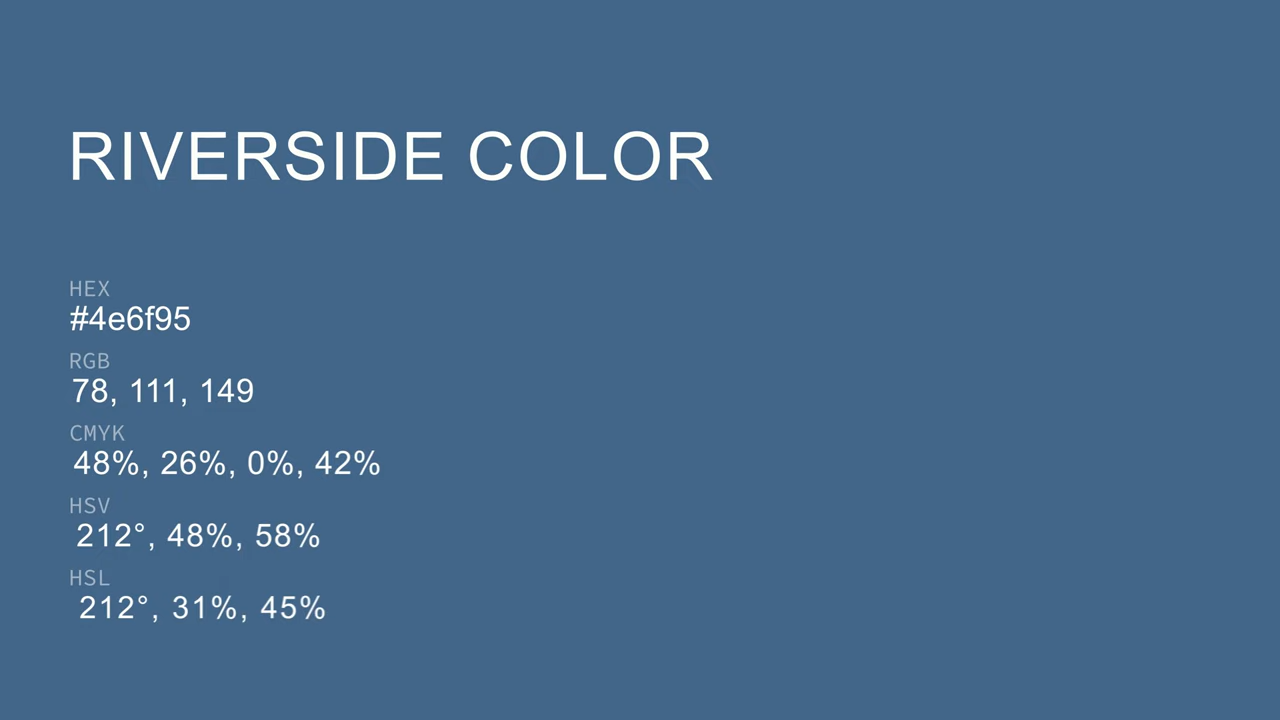 RIVERSIDE COLOR
HEX
#4e6f95
RGB
78, 111, 149
CMYK
48%, 26%, 0%, 42%
HSV
212°, 48%, 58%
HSL
212°, 31%, 45%